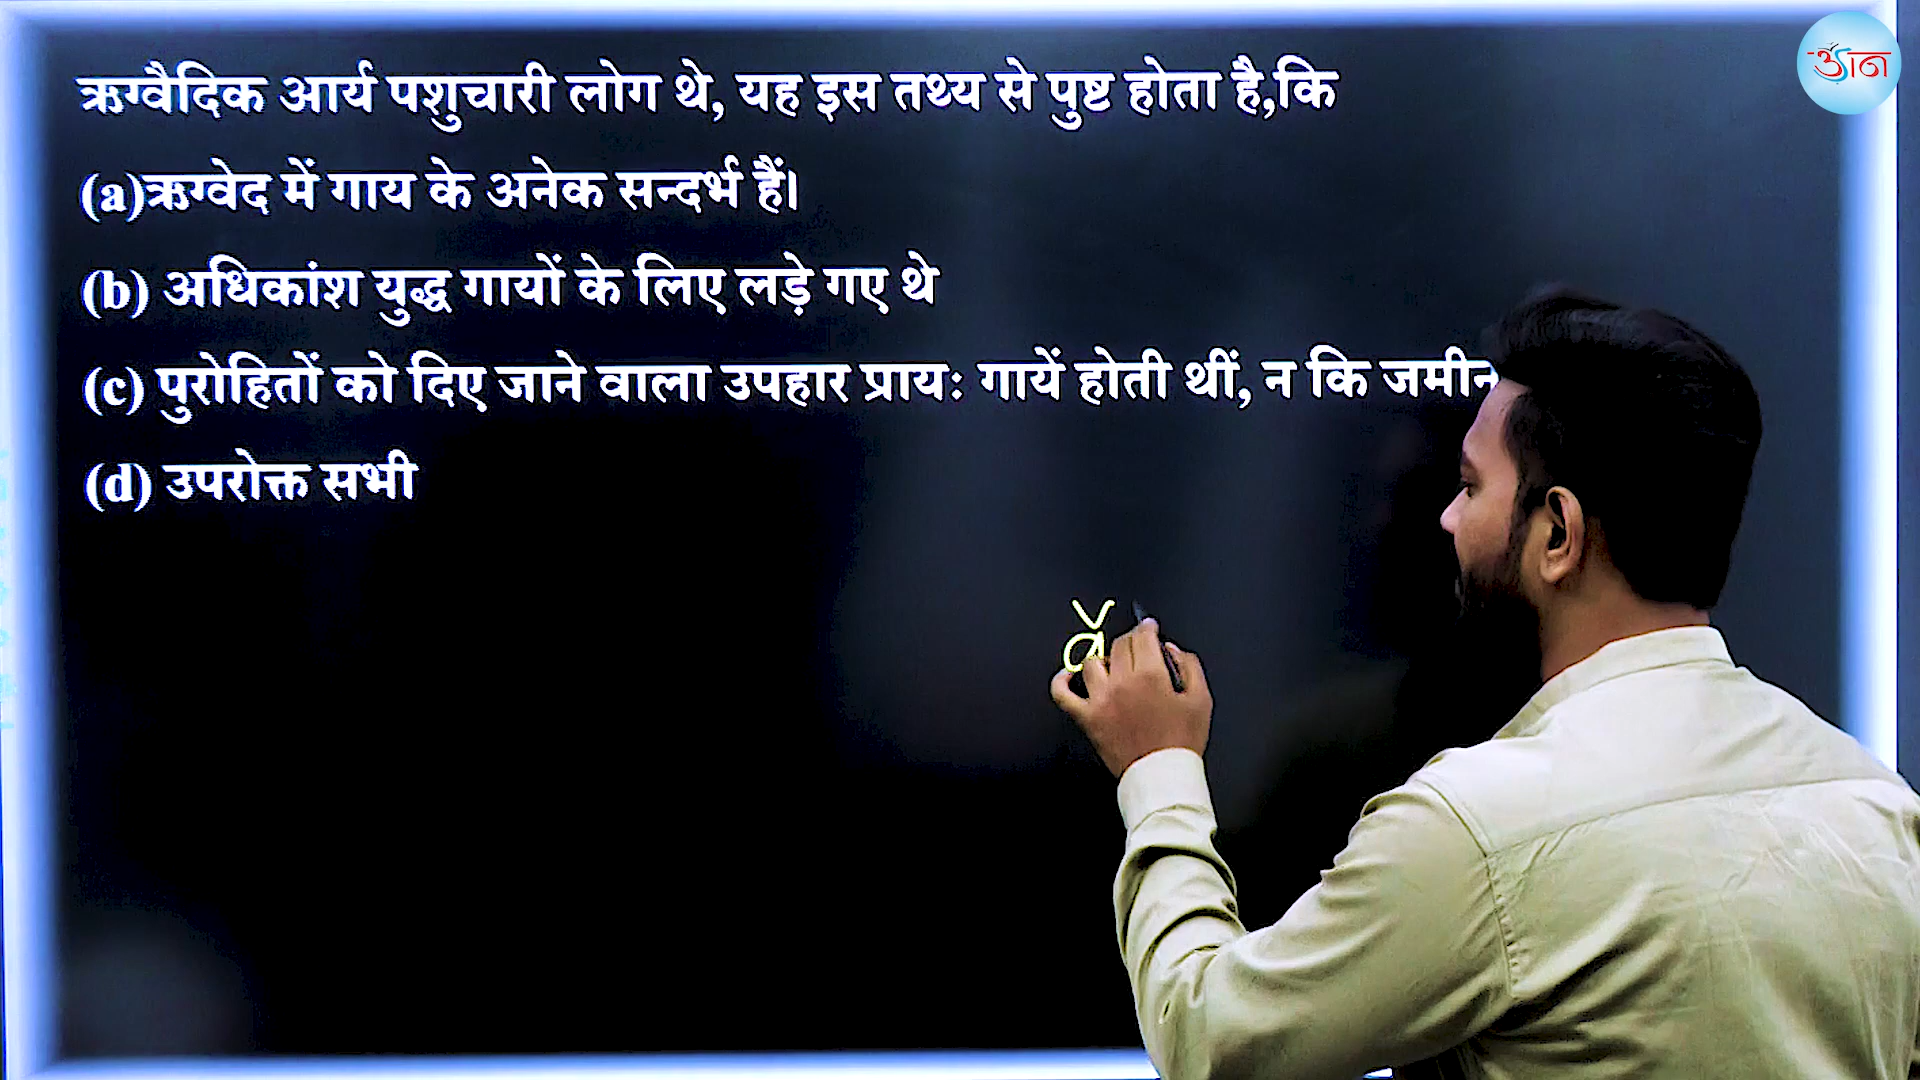 ऋग्वैदिक आर्य पशुचारी लोग थे, यह इस तथ्य से पुष्ट होता है,कि
(a)ऋग्वेद में गाय के अनेक सन्दर्भ हैं।
(b) अधिकांश युद्ध गायों के लिए लड़े गए थे
(c) पुरोहितों को दिए जाने वाला उपहार प्रायः गायें होती थीं, न कि जमीन
(d) उपरोक्त सभी